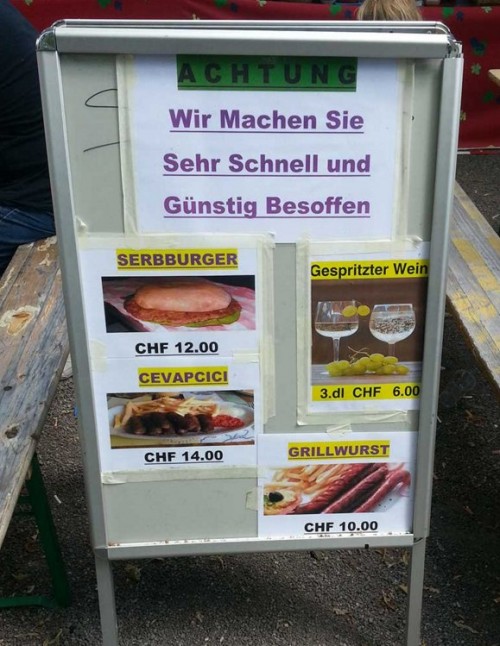 ACHTUNG
Wir Machen Sie
Sehr Schnell und
Günstig Besoffen
SERBBURGER
CHF 12.00
CEVAPCICI
CHF 14.00
Gespritzter Wein
3.dl CHF 6.00
GRILLWURST
CHF 10.00